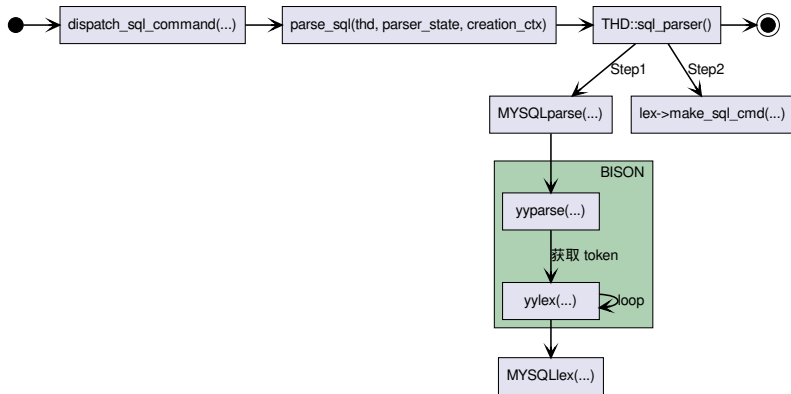 dispatch_sql_command(...)
parse_sql(thd, parser_state, creation_ctx)
THD::sql_parser()
Step1
Step2
MYSQLparse(...)
lex->make_sql_cmd(...)
BISON
yyparse(...)
获取 token
yylex(...)
loop
MYSQLlex(...)